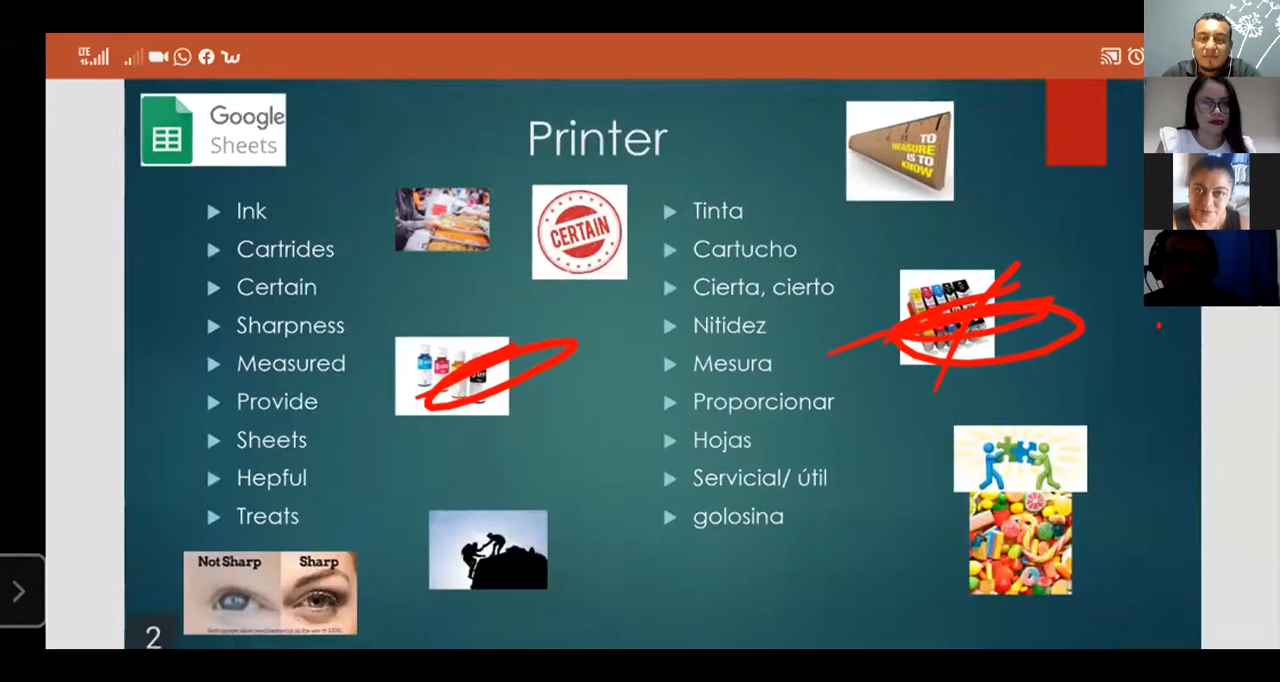 LTE
Google
Sheets
Printer
TO
MEASURE
IS TO
KNOW
CERTAIN
Ink
Cartrides
Certain
Sharpness
Measured
Provide
Sheets
Hepful
Treats
Tinta
Cartucho
Cierta, cierto
Nitidez
Mesura
Proporcionar
Hojas
Servicial/ útil
golosina
Not Sharp
Sharp
2